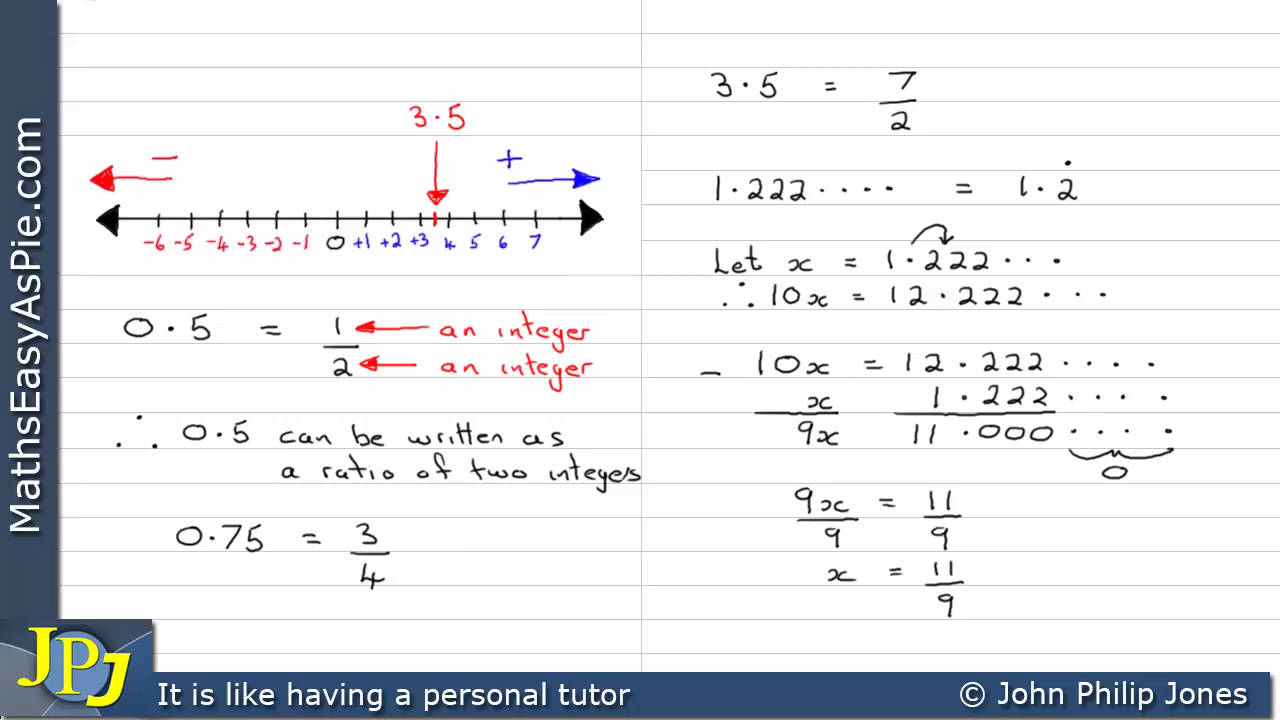 MathsEasyAsPie.com
3·5
− +
-6 -5 -4 -3 -2 -1 0 +1 +2 +3 4 5 6 7
0·5 = 1/2 ← an integer
← an integer
∴ 0·5 can be written as
a ratio of two integers
0·75 = 3/4
3·5 = 7/2
1·222···· = 1·2̇
Let x = 1·222···
∴ 10x = 12·222···
− 10x = 12·222····
x 1·222····
9x 11·000····
0
9x/9 = 11/9
x = 11/9
JPJ
It is like having a personal tutor
© John Philip Jones